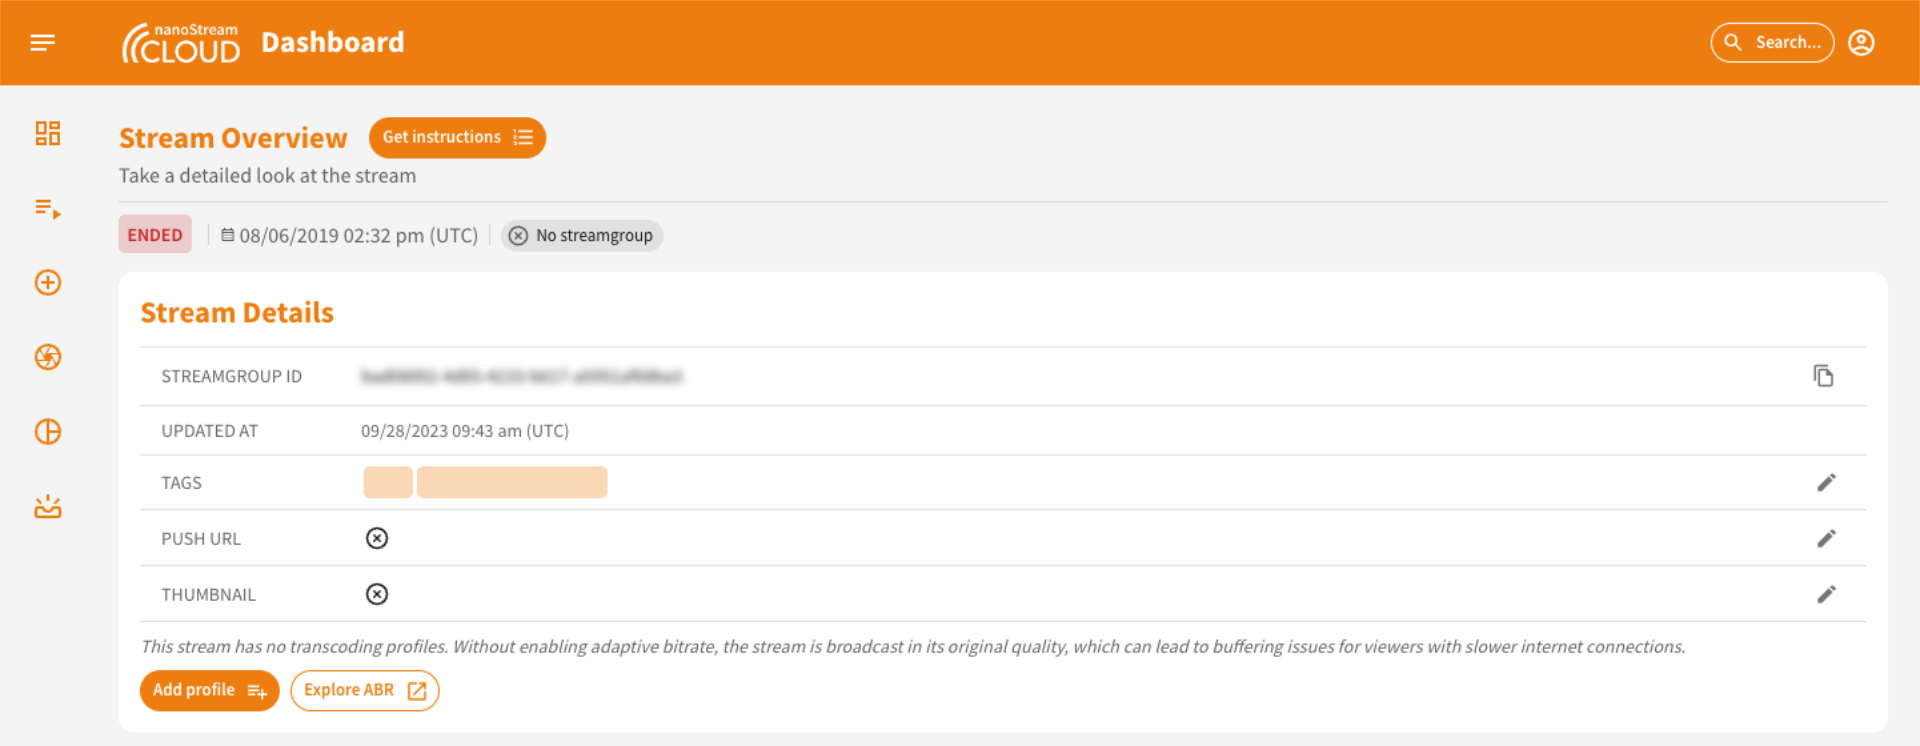 nanoStream
CLOUD
Dashboard
Search...
Stream Overview
Get instructions
Take a detailed look at the stream
ENDED
08/06/2019 02:32 pm (UTC)
No streamgroup
Stream Details
STREAMGROUP ID
UPDATED AT
09/28/2023 09:43 am (UTC)
TAGS
PUSH URL
THUMBNAIL
This stream has no transcoding profiles. Without enabling adaptive bitrate, the stream is broadcast in its original quality, which can lead to buffering issues for viewers with slower internet connections.
Add profile
Explore ABR